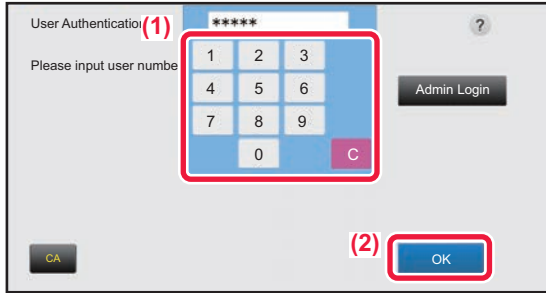 User Authentication
(1)
*****
?
Please input user numbe
1 2 3
4 5 6
7 8 9
0 C
Admin Login
(2)
CA
OK